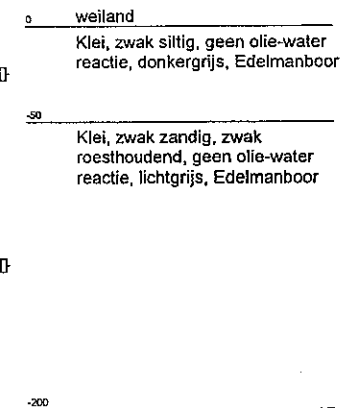 0 weiland
Klei, zwak siltig, geen olie-water
reactie, donkergrijs, Edelmanboor
-50
Klei, zwak zandig, zwak
roesthoudend, geen olie-water
reactie, lichtgrijs, Edelmanboor
-200